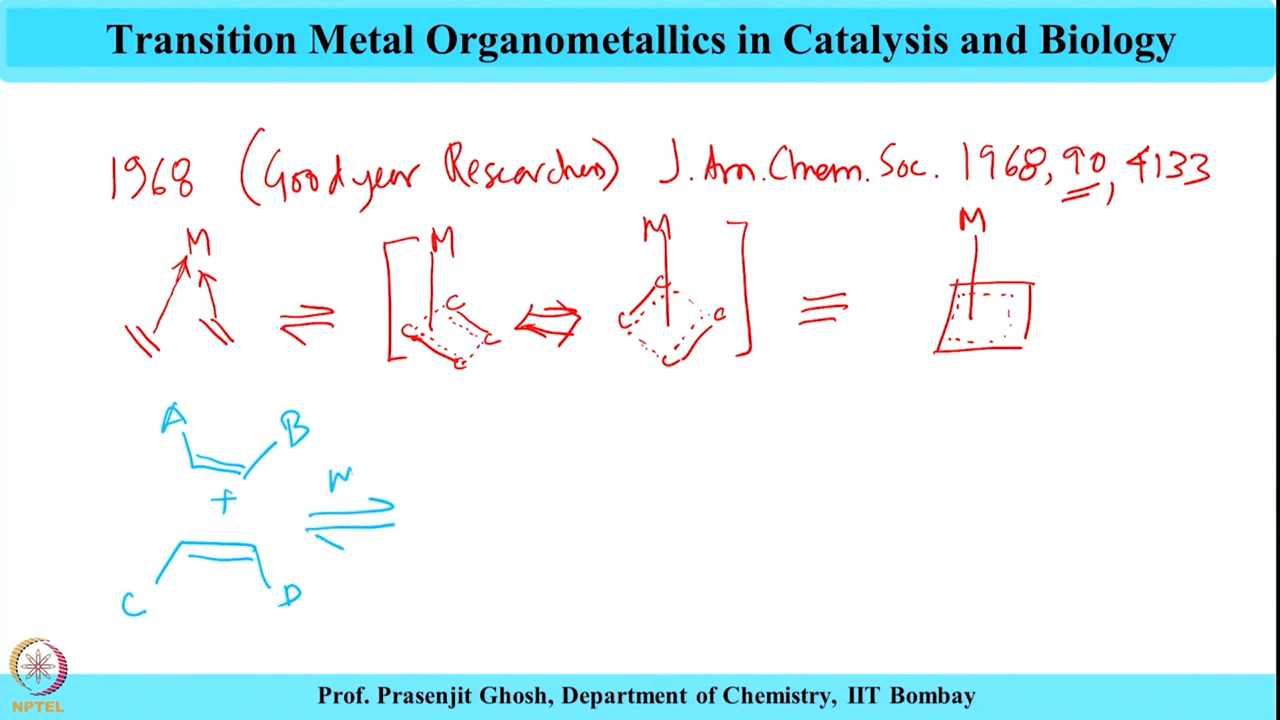 Transition Metal Organometallics in Catalysis and Biology
1968 (Goodyear Researchers) J. Am. Chem. Soc. 1968, 90, 4133
M M M M
C C C C C C C C
A B
+ M
C D
NPTEL
Prof. Prasenjit Ghosh, Department of Chemistry, IIT Bombay